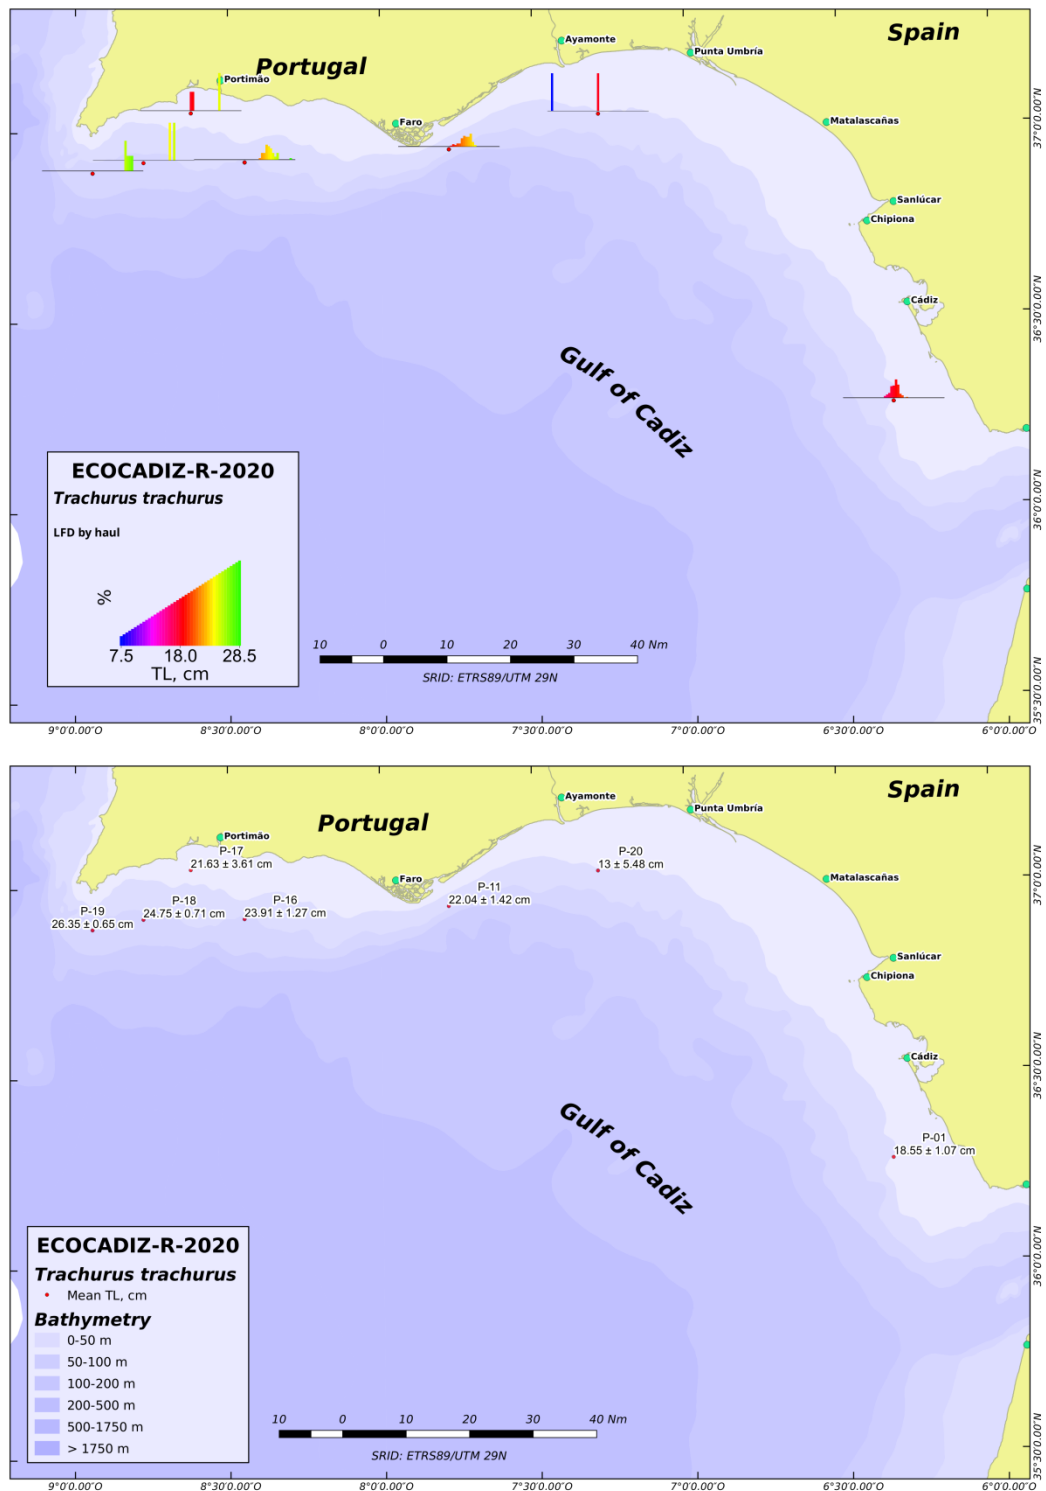 Spain
Ayamonte
Punta Umbría
Portugal
Portimão
Faro
Matalascañas
37°0'0.00"N
Sanlúcar
Chipiona
Cádiz
36°30'0.00"N
Gulf of Cadiz
ECOCADIZ-R-2020
Trachurus trachurus
LFD by haul
%
7.5 18.0 28.5
TL, cm
36°0'0.00"N
10 0 10 20 30 40 Nm
SRID: ETRS89/UTM 29N
35°30'0.00"N
9°0'0.00"O 8°30'0.00"O 8°0'0.00"O 7°30'0.00"O 7°0'0.00"O 6°30'0.00"O 6°0'0.00"O
Spain
Ayamonte
Punta Umbría
Portugal
Portimão
P-17
21.63 ± 3.61 cm
P-20
13 ± 5.48 cm
Faro
Matalascañas
37°0'0.00"N
P-11
22.04 ± 1.42 cm
P-18
24.75 ± 0.71 cm
P-16
23.91 ± 1.27 cm
P-19
26.35 ± 0.65 cm
Sanlúcar
Chipiona
Cádiz
36°30'0.00"N
Gulf of Cadiz
P-01
18.55 ± 1.07 cm
ECOCADIZ-R-2020
Trachurus trachurus
Mean TL, cm
Bathymetry
0-50 m
50-100 m
100-200 m
200-500 m
500-1750 m
> 1750 m
36°0'0.00"N
10 0 10 20 30 40 Nm
SRID: ETRS89/UTM 29N
35°30'0.00"N
9°0'0.00"O 8°30'0.00"O 8°0'0.00"O 7°30'0.00"O 7°0'0.00"O 6°30'0.00"O 6°0'0.00"O